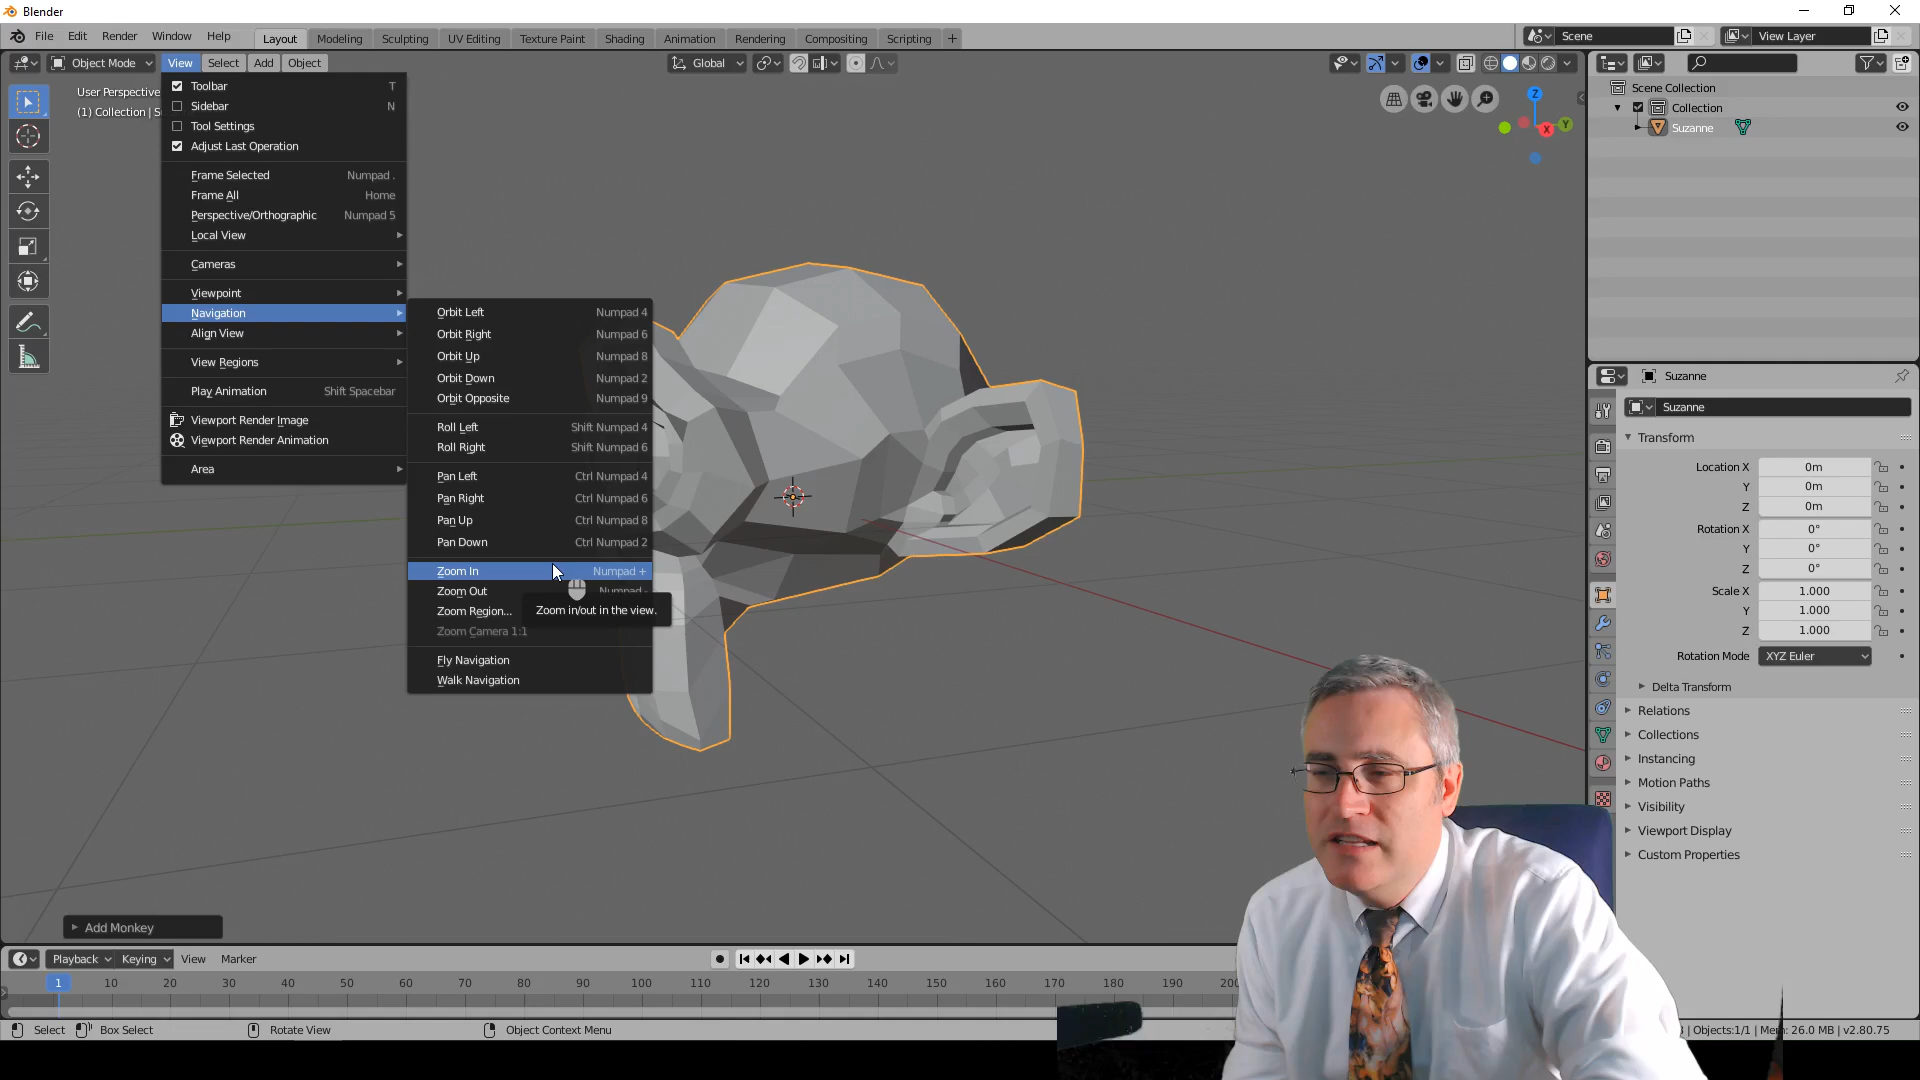 Blender
File Edit Render Window Help
Layout Modeling Sculpting UV Editing Texture Paint Shading Animation Rendering Compositing Scripting +
Scene
View Layer
Object Mode View Select Add Object
Global
User Perspective
(1) Collection | S
Toolbar T
Sidebar N
Tool Settings
Adjust Last Operation
Frame Selected Numpad .
Frame All Home
Perspective/Orthographic Numpad 5
Local View
Cameras
Viewpoint
Navigation
Align View
View Regions
Play Animation Shift Spacebar
Viewport Render Image
Viewport Render Animation
Area
Orbit Left Numpad 4
Orbit Right Numpad 6
Orbit Up Numpad 8
Orbit Down Numpad 2
Orbit Opposite Numpad 9
Roll Left Shift Numpad 4
Roll Right Shift Numpad 6
Pan Left Ctrl Numpad 4
Pan Right Ctrl Numpad 6
Pan Up Ctrl Numpad 8
Pan Down Ctrl Numpad 2
Zoom In Numpad +
Zoom Out Numpad -
Zoom Region...
Zoom in/out in the view.
Zoom Camera 1:1
Fly Navigation
Walk Navigation
Z
X
Y
Scene Collection
Collection
Suzanne
Suzanne
Suzanne
Transform
Location X 0m
Y 0m
Z 0m
Rotation X 0°
Y 0°
Z 0°
Scale X 1.000
Y 1.000
Z 1.000
Rotation Mode XYZ Euler
Delta Transform
Relations
Collections
Instancing
Motion Paths
Visibility
Viewport Display
Custom Properties
Add Monkey
Playback Keying View Marker
1 10 20 30 40 50 60 70 80 90 100 110 120 130 140 150 160 170 180 190
Select Box Select Rotate View Object Context Menu
| Objects:1/1 | Mem: 26.0 MB | v2.80.75